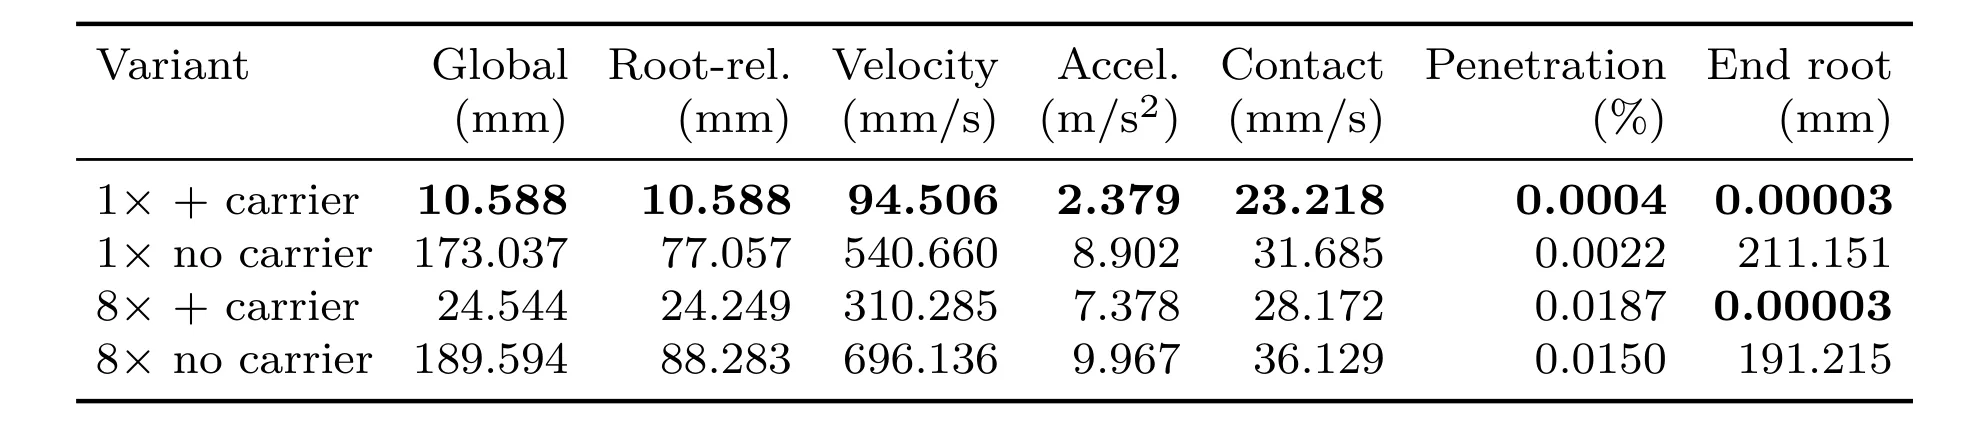 Variant Global Root-rel. Velocity Accel. Contact Penetration End root
(mm) (mm) (mm/s) (m/s²) (mm/s) (%) (mm)
1× + carrier 10.588 10.588 94.506 2.379 23.218 0.0004 0.00003
1× no carrier 173.037 77.057 540.660 8.902 31.685 0.0022 211.151
8× + carrier 24.544 24.249 310.285 7.378 28.172 0.0187 0.00003
8× no carrier 189.594 88.283 696.136 9.967 36.129 0.0150 191.215